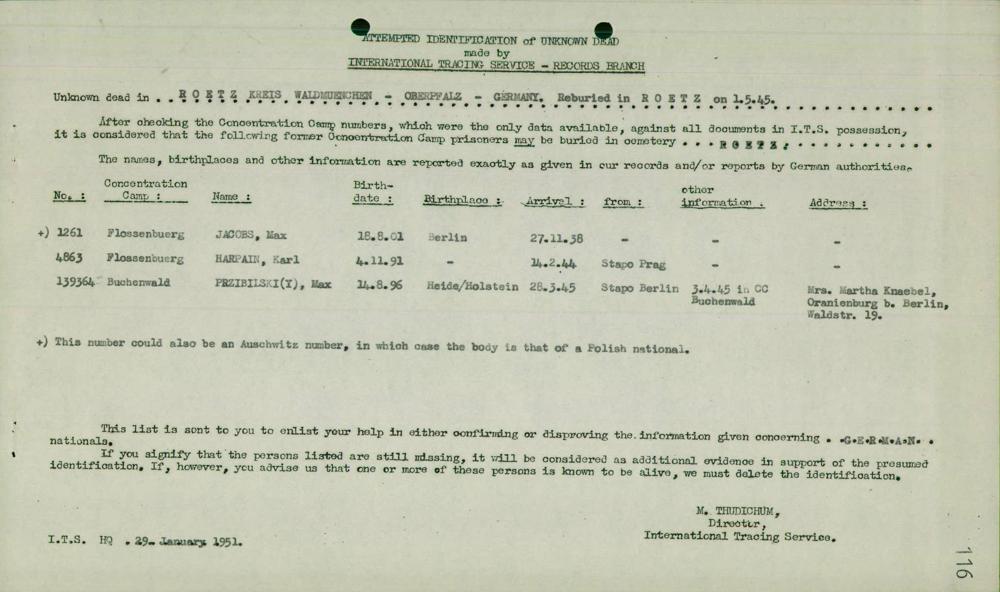 ATTEMPTED IDENTIFICATION of UNKNOWN DEAD
made by
INTERNATIONAL TRACING SERVICE - RECORDS BRANCH
Unknown dead in . . R O E T Z KREIS WALDMUENCHEN - OBERPFALZ - GERMANY. Reburied in R O E T Z on 1.5.45.
After checking the Concentration Camp numbers, which were the only data available, against all documents in I.T.S. possession,
it is considered that the following former Concentration Camp prisoners may be buried in cemetery . . . R O E T Z . . . . . . . . . . . . .
The names, birthplaces and other information are reported exactly as given in our records and/or reports by German authorities.
No. : Concentration Camp : Name : Birth-date : Birthplace : Arrival : from : other information : Address :
+) 1261 Flossenbuerg JACOBS, Max 18.8.01 Berlin 27.11.38 - - -
4863 Flossenbuerg HARPAIN, Karl 4.11.91 - 14.2.44 Stapo Prag - -
139364 Buchenwald PRZIBILSKI(Y), Max 14.8.96 Heide/Holstein 28.3.45 Stapo Berlin 3.4.45 in CC Mrs. Martha Knaebel,
Buchenwald Oranienburg b. Berlin,
Waldstr. 19.
+) This number could also be an Auschwitz number, in which case the body is that of a Polish national.
This list is sent to you to enlist your help in either confirming or disproving the information given concerning . .G.E.R.M.A.N. .
nationals.
If you signify that the persons listed are still missing, it will be considered as additional evidence in support of the presumed
identification. If, however, you advise us that one or more of these persons is known to be alive, we must delete the identification.
M. THUDICHUM,
Director,
International Tracing Service.
I.T.S. HQ . 29. January 1951.
116